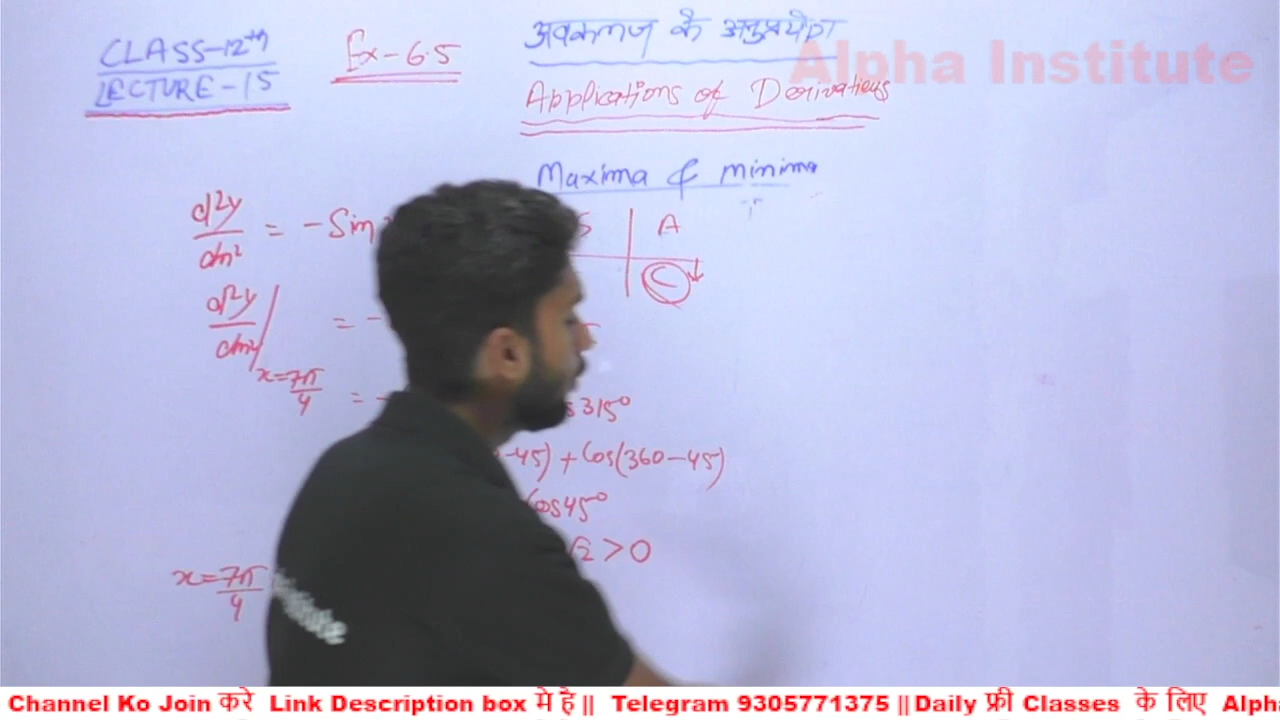 CLASS-12th
LECTURE-15
Ex-6.5
अवकलज के अनुप्रयोग
Alpha Institute
Applications of Derivatives
Maxima & minima
d²y/dx² = -Sin
S A
C ↓
d²y/dx²| x=7π/4 = -
= - s315°
-45) + Cos(360-45)
Cos45°
√2 > 0
x = 7π/4
itute
Channel Ko Join करे Link Description box मे है || Telegram 9305771375 || Daily फ्री Classes के लिए Alpha